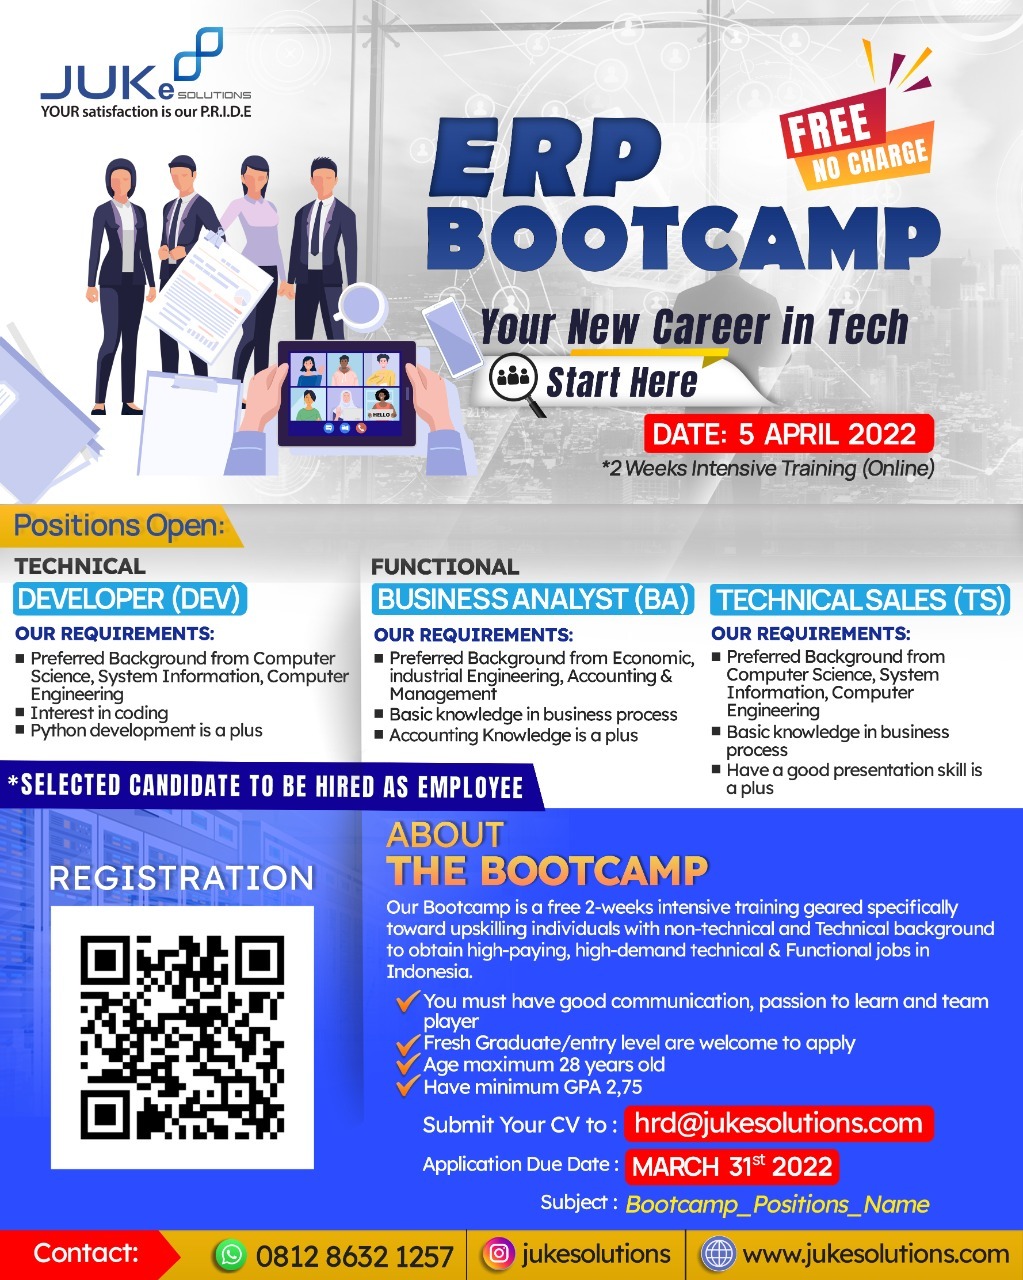 JUKe SOLUTIONS
YOUR satisfaction is our P.R.I.D.E
FREE
NO CHARGE
ERP
BOOTCAMP
Your New Career in Tech
Start Here
HELLO
DATE: 5 APRIL 2022
*2 Weeks Intensive Training (Online)
Positions Open:
TECHNICAL
DEVELOPER (DEV)
OUR REQUIREMENTS:
▪ Preferred Background from Computer
Science, System Information, Computer
Engineering
▪ Interest in coding
▪ Python development is a plus
FUNCTIONAL
BUSINESS ANALYST (BA)
OUR REQUIREMENTS:
▪ Preferred Background from Economic,
industrial Engineering, Accounting &
Management
▪ Basic knowledge in business process
▪ Accounting Knowledge is a plus
TECHNICAL SALES (TS)
OUR REQUIREMENTS:
▪ Preferred Background from
Computer Science, System
Information, Computer
Engineering
▪ Basic knowledge in business
process
▪ Have a good presentation skill is
a plus
*SELECTED CANDIDATE TO BE HIRED AS EMPLOYEE
REGISTRATION
ABOUT
THE BOOTCAMP
Our Bootcamp is a free 2-weeks intensive training geared specifically
toward upskilling individuals with non-technical and Technical background
to obtain high-paying, high-demand technical & Functional jobs in
Indonesia.
You must have good communication, passion to learn and team
player
Fresh Graduate/entry level are welcome to apply
Age maximum 28 years old
Have minimum GPA 2,75
Submit Your CV to : hrd@jukesolutions.com
Application Due Date : MARCH 31st 2022
Subject : Bootcamp_Positions_Name
Contact: 0812 8632 1257 jukesolutions www.jukesolutions.com